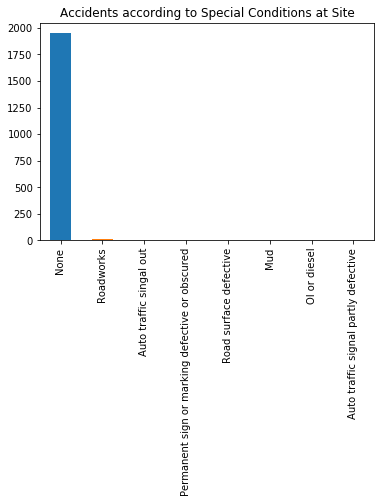 Accidents according to Special Conditions at Site
2000
1750
1500
1250
1000
750
500
250
0
None
Roadworks
Auto traffic singal out
Permanent sign or marking defective or obscured
Road surface defective
Mud
OI or diesel
Auto traffic signal partly defective